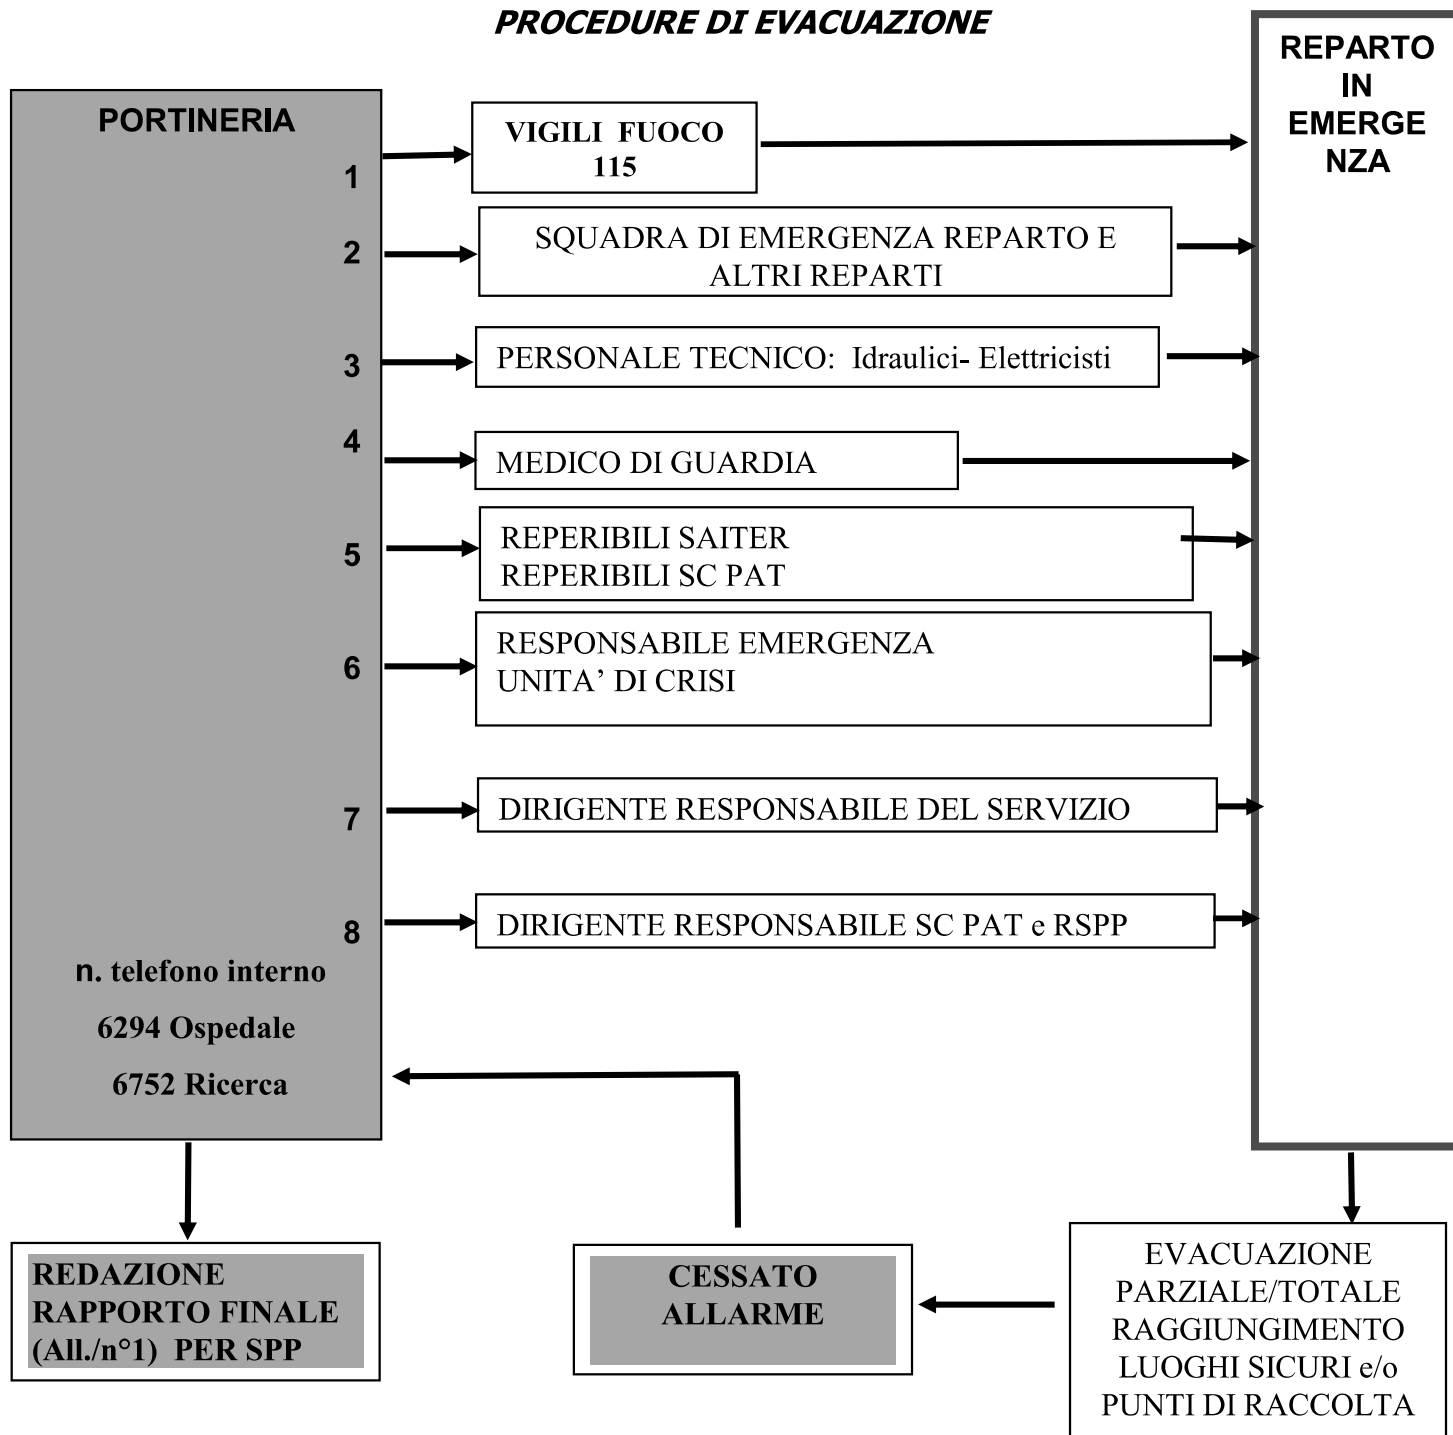 PROCEDURE DI EVACUAZIONE
PORTINERIA
1
2
3
4
5
6
7
8
n. telefono interno
6294 Ospedale
6752 Ricerca
VIGILI FUOCO
115
SQUADRA DI EMERGENZA REPARTO E
ALTRI REPARTI
PERSONALE TECNICO: Idraulici- Elettricisti
MEDICO DI GUARDIA
REPERIBILI SAITER
REPERIBILI SC PAT
RESPONSABILE EMERGENZA
UNITA’ DI CRISI
DIRIGENTE RESPONSABILE DEL SERVIZIO
DIRIGENTE RESPONSABILE SC PAT e RSPP
REPARTO
IN
EMERGE
NZA
EVACUAZIONE
PARZIALE/TOTALE
RAGGIUNGIMENTO
LUOGHI SICURI e/o
PUNTI DI RACCOLTA
CESSATO
ALLARME
REDAZIONE
RAPPORTO FINALE
(All./n°1) PER SPP